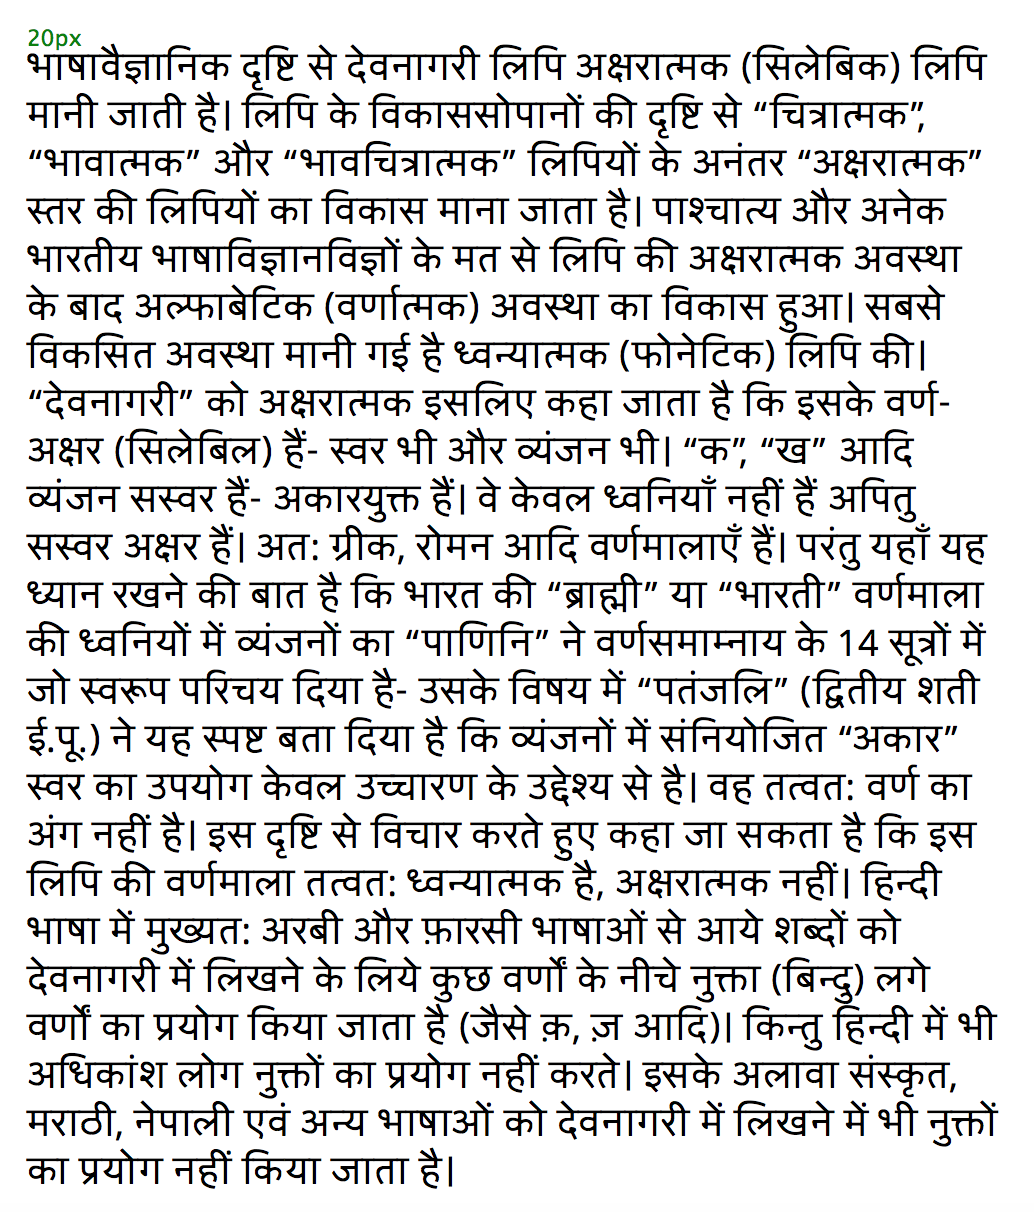 20px
भाषावैज्ञानिक दृष्टि से देवनागरी लिपि अक्षरात्मक (सिलेबिक) लिपि
मानी जाती है। लिपि के विकाससोपानों की दृष्टि से “चित्रात्मक”,
“भावात्मक” और “भावचित्रात्मक” लिपियों के अनंतर “अक्षरात्मक”
स्तर की लिपियों का विकास माना जाता है। पाश्चात्य और अनेक
भारतीय भाषाविज्ञानविज्ञों के मत से लिपि की अक्षरात्मक अवस्था
के बाद अल्फाबेटिक (वर्णात्मक) अवस्था का विकास हुआ। सबसे
विकसित अवस्था मानी गई है ध्वन्यात्मक (फोनेटिक) लिपि की।
“देवनागरी” को अक्षरात्मक इसलिए कहा जाता है कि इसके वर्ण-
अक्षर (सिलेबिल) हैं- स्वर भी और व्यंजन भी। “क”, “ख” आदि
व्यंजन सस्वर हैं- अकारयुक्त हैं। वे केवल ध्वनियाँ नहीं हैं अपितु
सस्वर अक्षर हैं। अत: ग्रीक, रोमन आदि वर्णमालाएँ हैं। परंतु यहाँ यह
ध्यान रखने की बात है कि भारत की “ब्राह्मी” या “भारती” वर्णमाला
की ध्वनियों में व्यंजनों का “पाणिनि” ने वर्णसमाम्नाय के 14 सूत्रों में
जो स्वरूप परिचय दिया है- उसके विषय में “पतंजलि” (द्वितीय शती
ई.पू.) ने यह स्पष्ट बता दिया है कि व्यंजनों में संनियोजित “अकार”
स्वर का उपयोग केवल उच्चारण के उद्देश्य से है। वह तत्वत: वर्ण का
अंग नहीं है। इस दृष्टि से विचार करते हुए कहा जा सकता है कि इस
लिपि की वर्णमाला तत्वत: ध्वन्यात्मक है, अक्षरात्मक नहीं। हिन्दी
भाषा में मुख्यत: अरबी और फ़ारसी भाषाओं से आये शब्दों को
देवनागरी में लिखने के लिये कुछ वर्णों के नीचे नुक्ता (बिन्दु) लगे
वर्णों का प्रयोग किया जाता है (जैसे क़, ज़ आदि)। किन्तु हिन्दी में भी
अधिकांश लोग नुक्तों का प्रयोग नहीं करते। इसके अलावा संस्कृत,
मराठी, नेपाली एवं अन्य भाषाओं को देवनागरी में लिखने में भी नुक्तों
का प्रयोग नहीं किया जाता है।